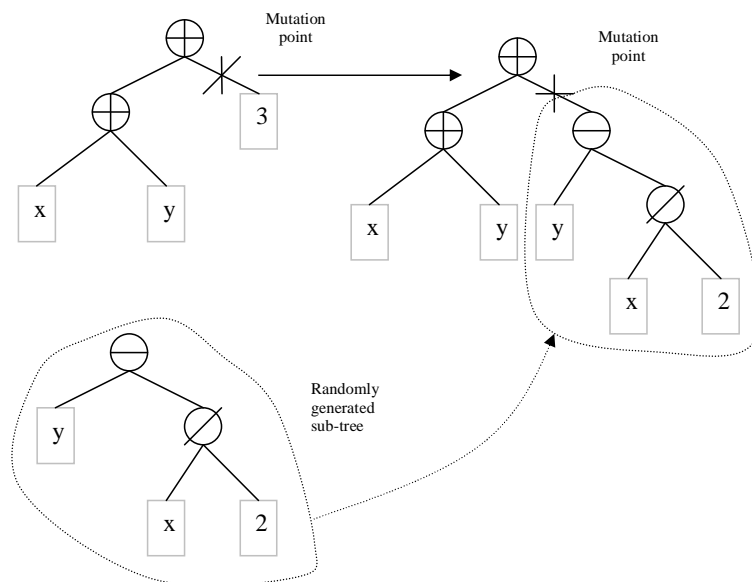 Mutation
point
Mutation
point
3
x
y
x
y
y
x
2
Randomly
generated
sub-tree
y
x
2